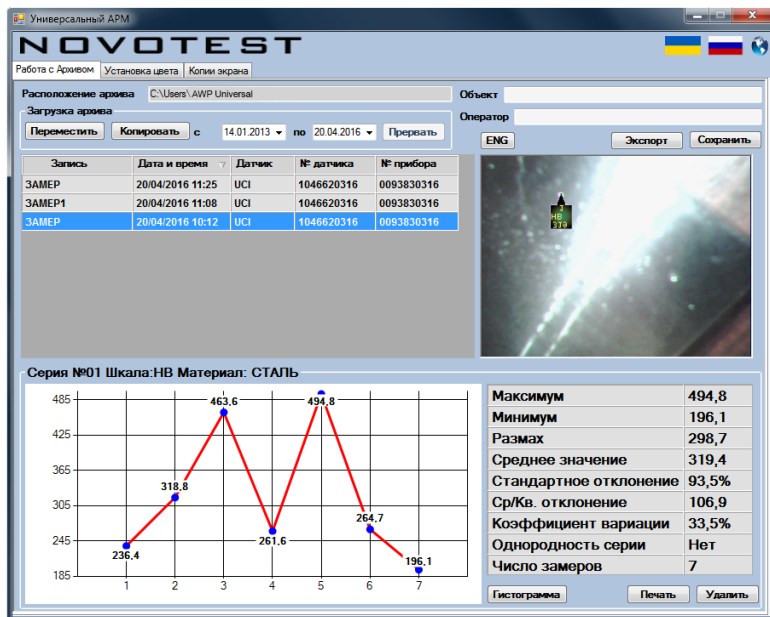 Универсальный АРМ
NOVOTEST
Работа с Архивом Установка цвета Копии экрана
Расположение архива C:\Users\ AWP Universal Объект
Загрузка архива Оператор
Переместить Копировать с 14.01.2013 по 20.04.2016 Прервать ENG Экспорт Сохранить
Запись Дата и время Датчик № датчика № прибора
ЗАМЕР 20/04/2016 11:25 UCI 1046620316 0093830316
ЗАМЕР1 20/04/2016 11:08 UCI 1046620316 0093830316
ЗАМЕР 20/04/2016 10:12 UCI 1046620316 0093830316
3
HB
378
Серия №01 Шкала:HB Материал: СТАЛЬ
485
425
365
305
245
185
236,4
318,8
463,6
261,6
494,8
264,7
196,1
1 2 3 4 5 6 7
Максимум 494,8
Минимум 196,1
Размах 298,7
Среднее значение 319,4
Стандартное отклонение 93,5%
Ср/Кв. отклонение 106,9
Коэффициент вариации 33,5%
Однородность серии Нет
Число замеров 7
Гистограмма Печать Удалить